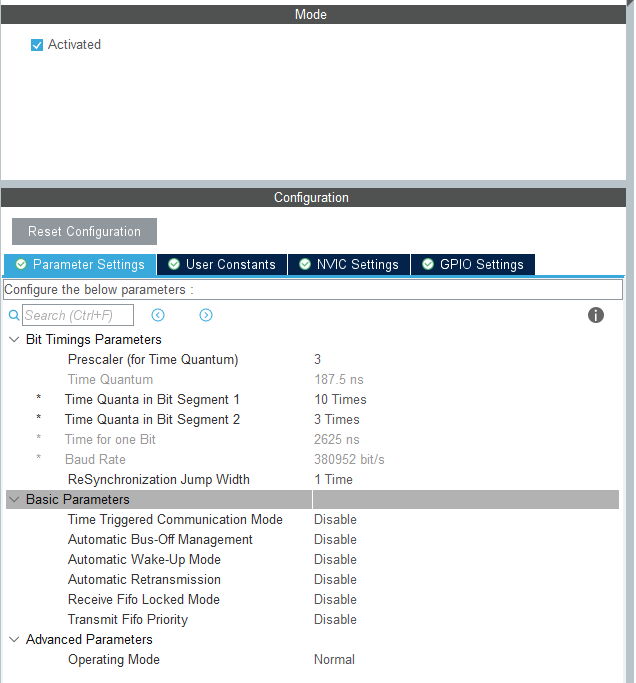 Mode
Activated
Configuration
Reset Configuration
Parameter Settings User Constants NVIC Settings GPIO Settings
Configure the below parameters :
Search (Ctrl+F)
Bit Timings Parameters
Prescaler (for Time Quantum) 3
Time Quantum 187.5 ns
* Time Quanta in Bit Segment 1 10 Times
* Time Quanta in Bit Segment 2 3 Times
* Time for one Bit 2625 ns
* Baud Rate 380952 bit/s
ReSynchronization Jump Width 1 Time
Basic Parameters
Time Triggered Communication Mode Disable
Automatic Bus-Off Management Disable
Automatic Wake-Up Mode Disable
Automatic Retransmission Disable
Receive Fifo Locked Mode Disable
Transmit Fifo Priority Disable
Advanced Parameters
Operating Mode Normal